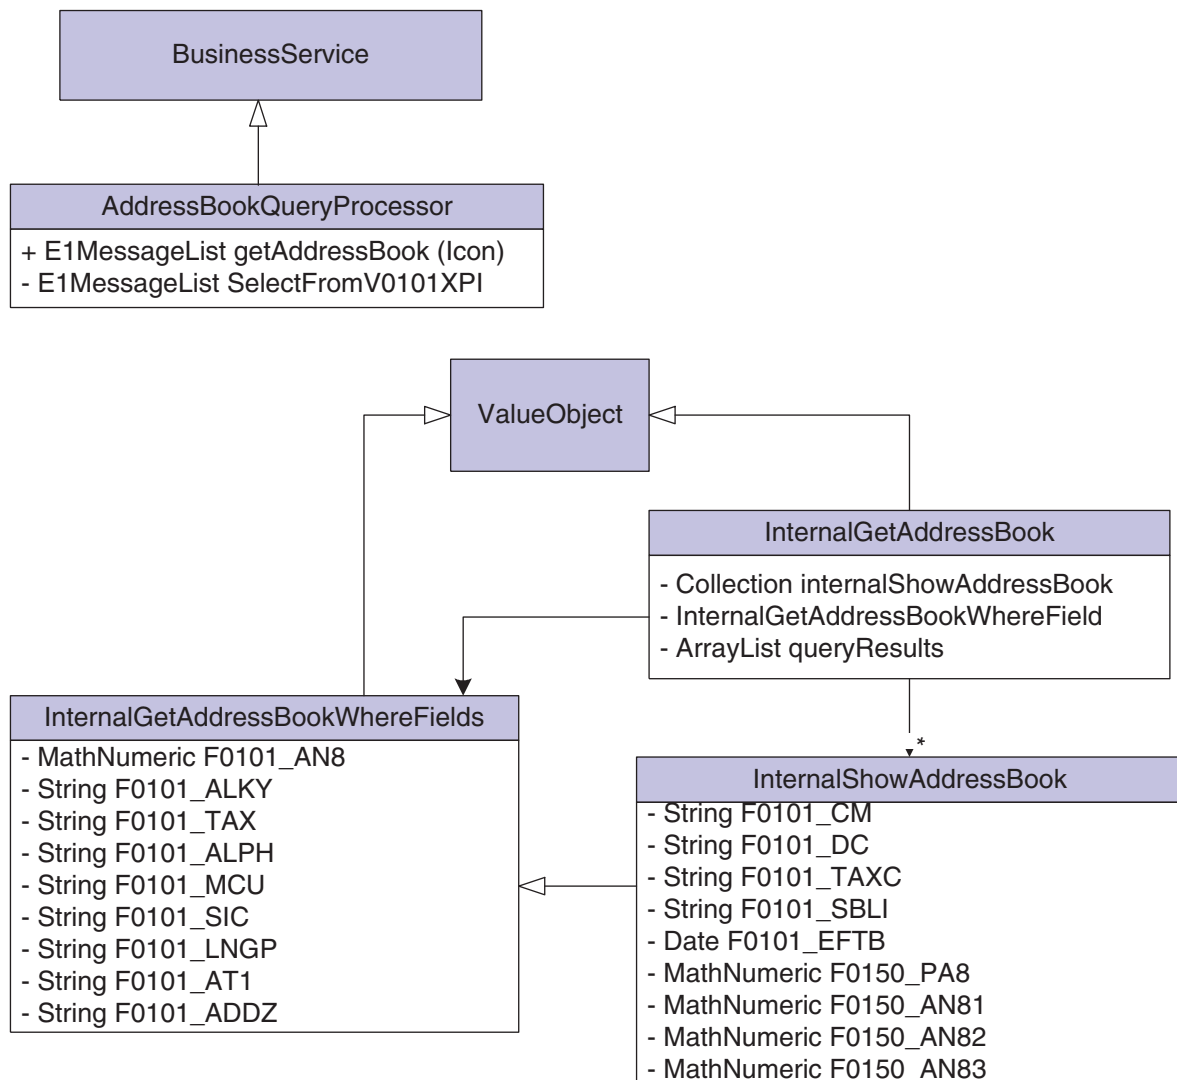 BusinessService
AddressBookQueryProcessor
+ E1MessageList getAddressBook (Icon)
- E1MessageList SelectFromV0101XPI
ValueObject
InternalGetAddressBook
- Collection internalShowAddressBook
- InternalGetAddressBookWhereField
- ArrayList queryResults
*
InternalGetAddressBookWhereFields
- MathNumeric F0101_AN8
- String F0101_ALKY
- String F0101_TAX
- String F0101_ALPH
- String F0101_MCU
- String F0101_SIC
- String F0101_LNGP
- String F0101_AT1
- String F0101_ADDZ
InternalShowAddressBook
- String F0101_CM
- String F0101_DC
- String F0101_TAXC
- String F0101_SBLI
- Date F0101_EFTB
- MathNumeric F0150_PA8
- MathNumeric F0150_AN81
- MathNumeric F0150_AN82
- MathNumeric F0150_AN83